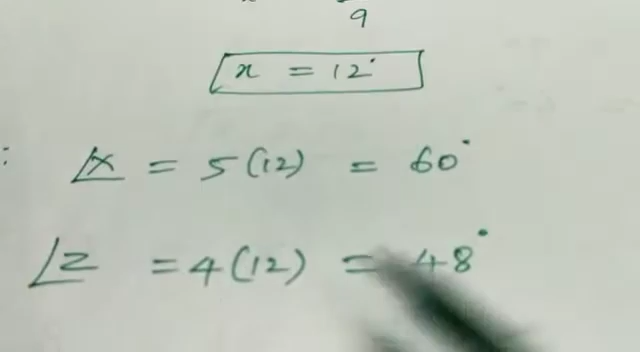 9
x = 12°
: ∠x = 5(12) = 60°
∠z = 4(12) = 48°